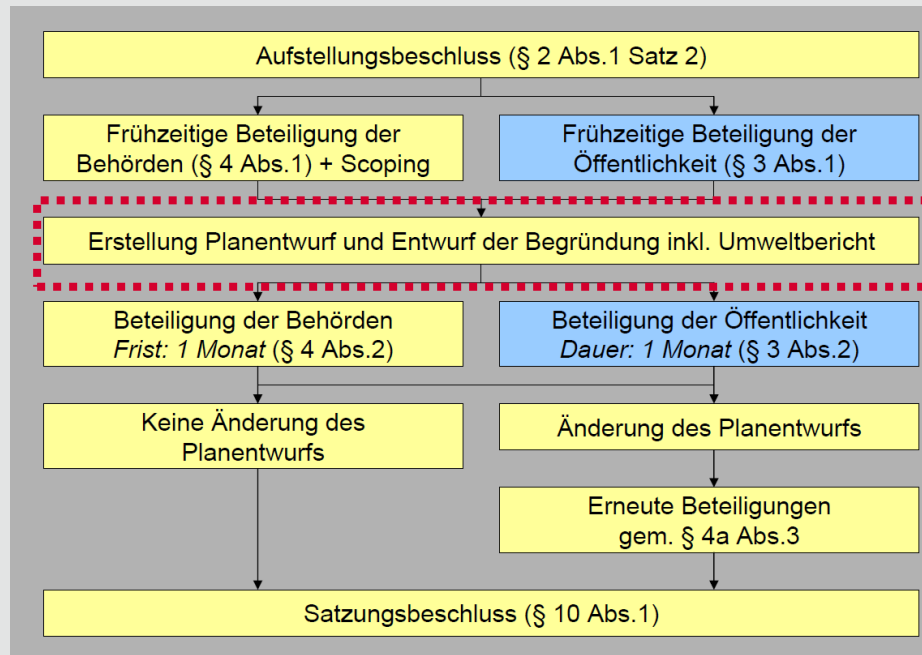 Aufstellungsbeschluss (§ 2 Abs.1 Satz 2)
Frühzeitige Beteiligung der
Behörden (§ 4 Abs.1) + Scoping
Frühzeitige Beteiligung der
Öffentlichkeit (§ 3 Abs.1)
Erstellung Planentwurf und Entwurf der Begründung inkl. Umweltbericht
Beteiligung der Behörden
Frist: 1 Monat (§ 4 Abs.2)
Beteiligung der Öffentlichkeit
Dauer: 1 Monat (§ 3 Abs.2)
Keine Änderung des
Planentwurfs
Änderung des Planentwurfs
Erneute Beteiligungen
gem. § 4a Abs.3
Satzungsbeschluss (§ 10 Abs.1)